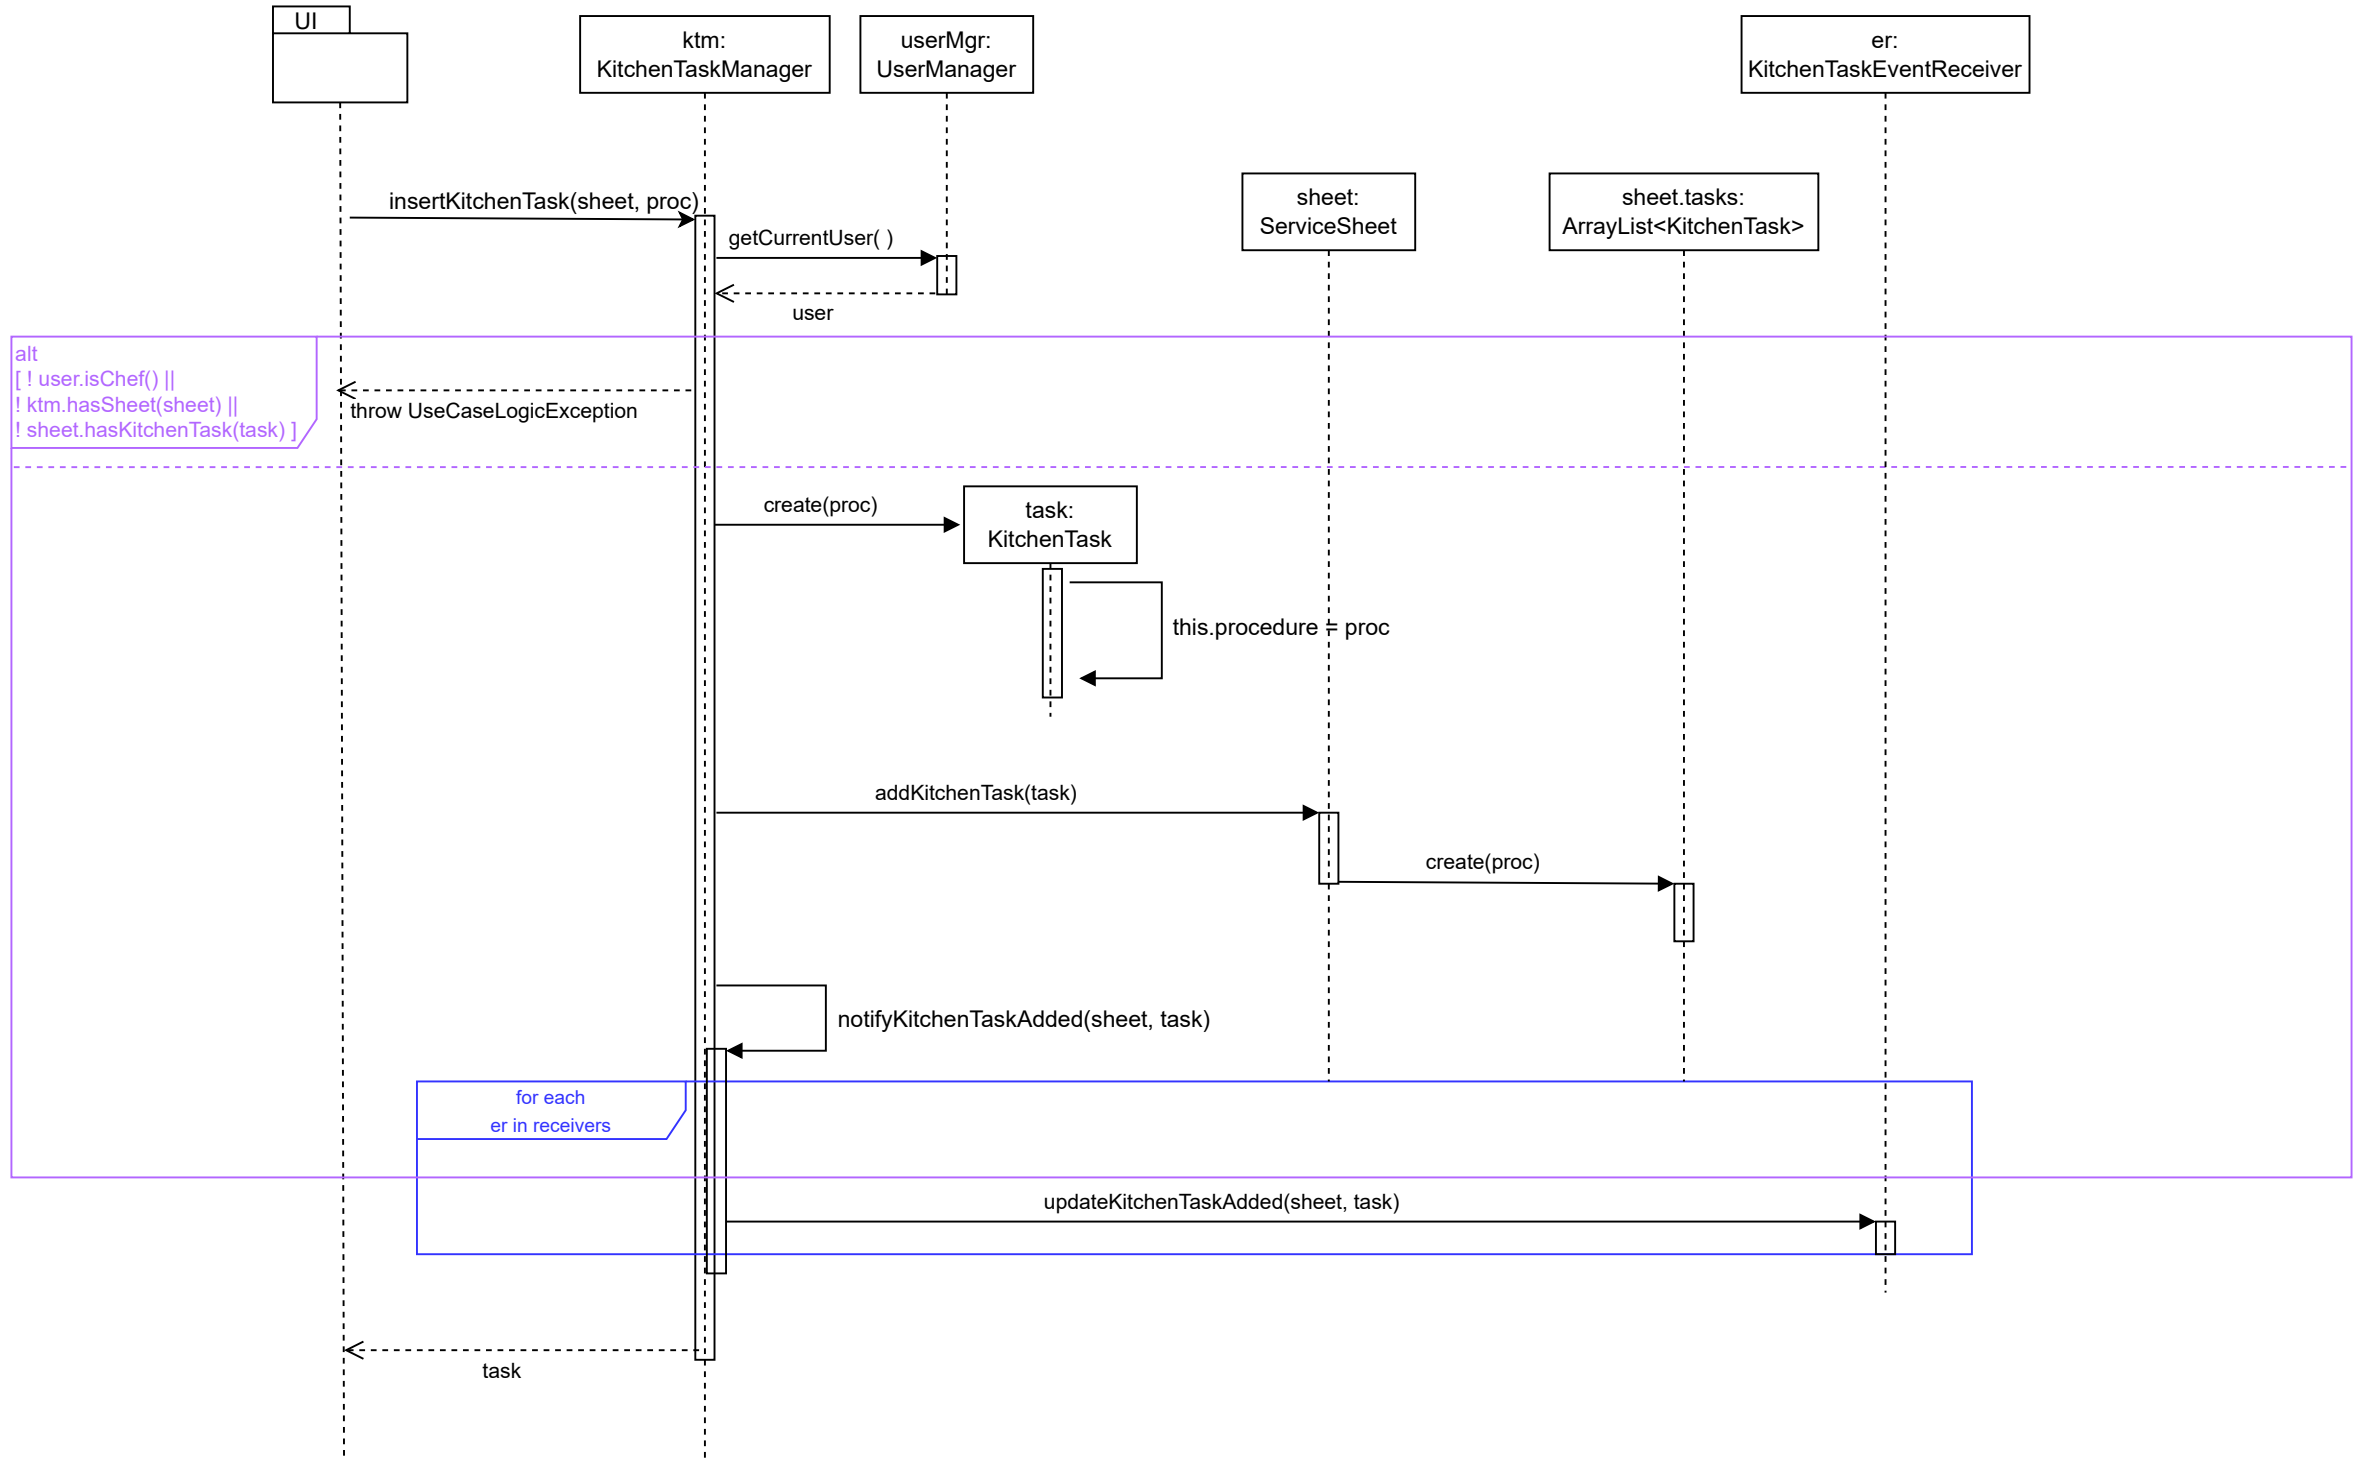 UI
ktm:
KitchenTaskManager
userMgr:
UserManager
er:
KitchenTaskEventReceiver
insertKitchenTask(sheet, proc)
sheet:
ServiceSheet
sheet.tasks:
ArrayList<KitchenTask>
getCurrentUser( )
user
alt
[ ! user.isChef() ||
! ktm.hasSheet(sheet) ||
! sheet.hasKitchenTask(task) ]
throw UseCaseLogicException
create(proc)
task:
KitchenTask
this.procedure = proc
addKitchenTask(task)
create(proc)
notifyKitchenTaskAdded(sheet, task)
for each
er in receivers
updateKitchenTaskAdded(sheet, task)
task